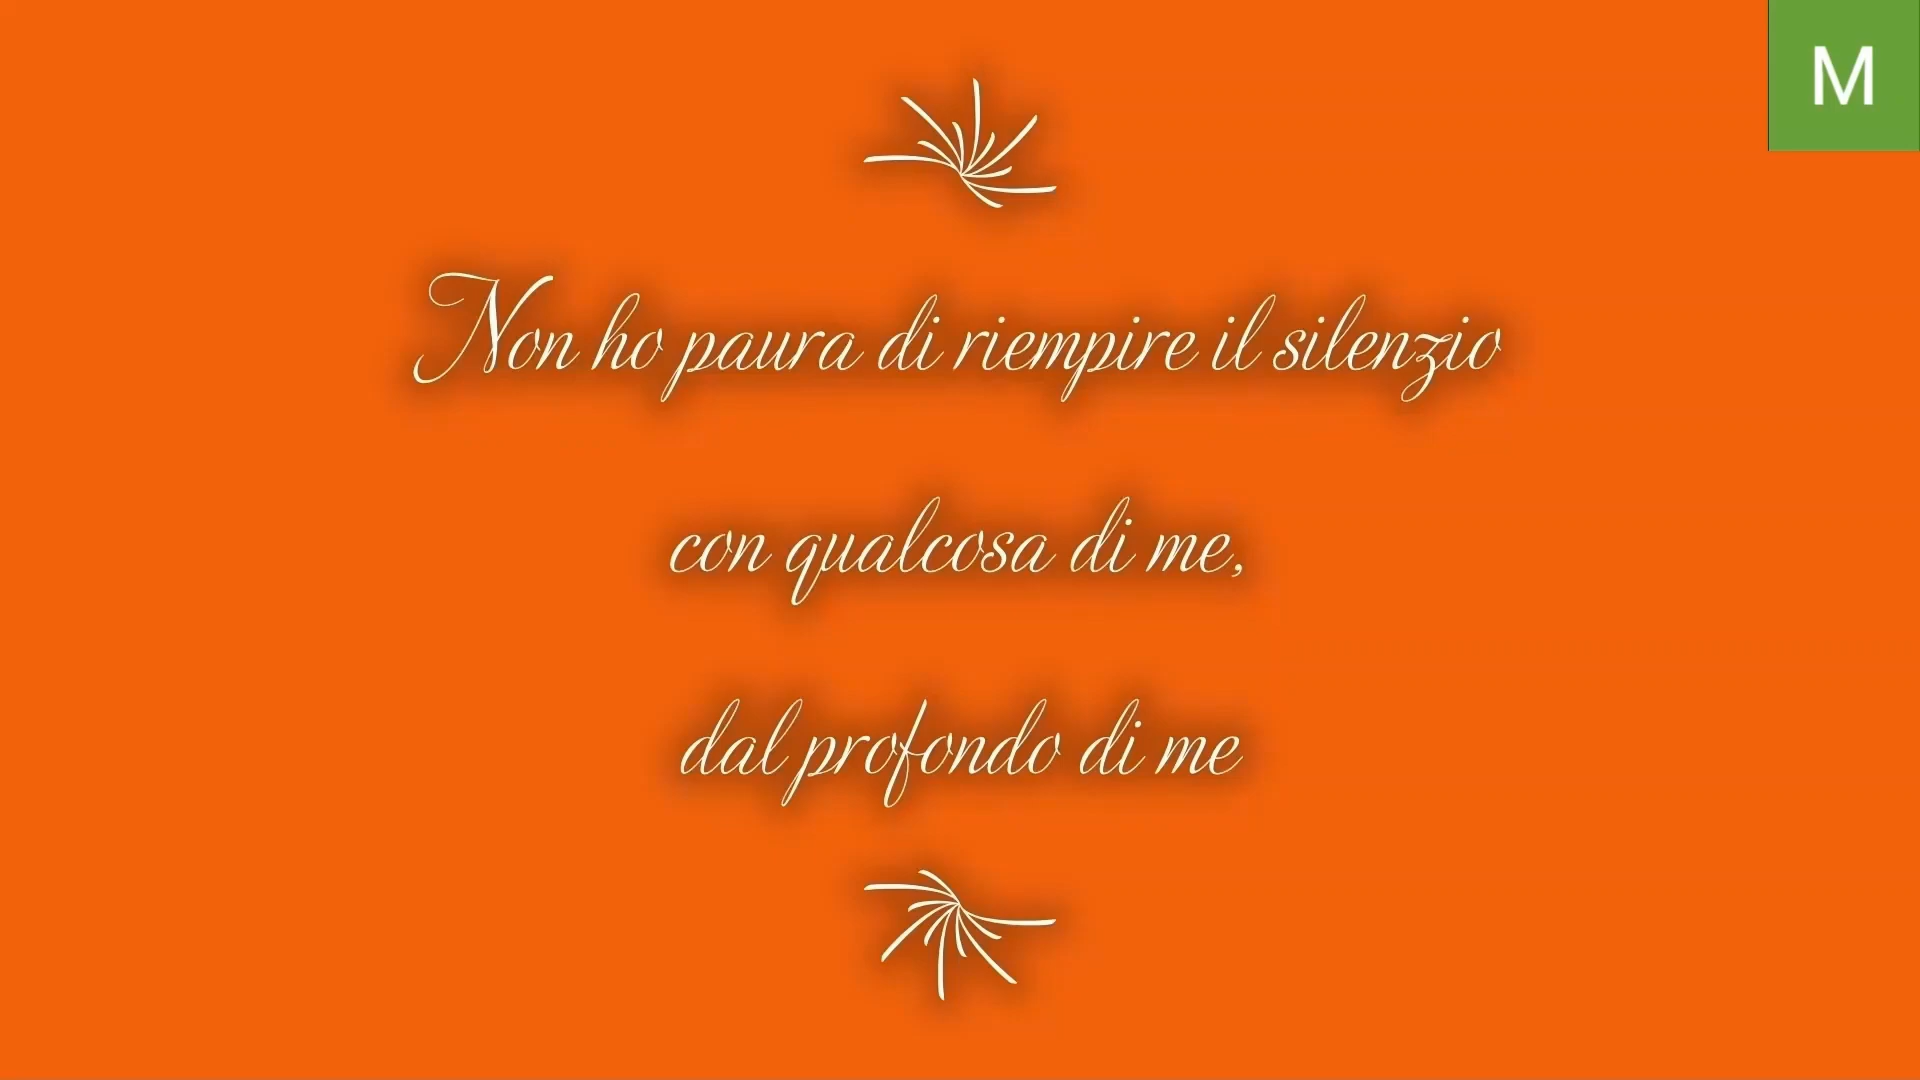 M
Non ho paura di riempire il silenzio
con qualcosa di me,
dal profondo di me